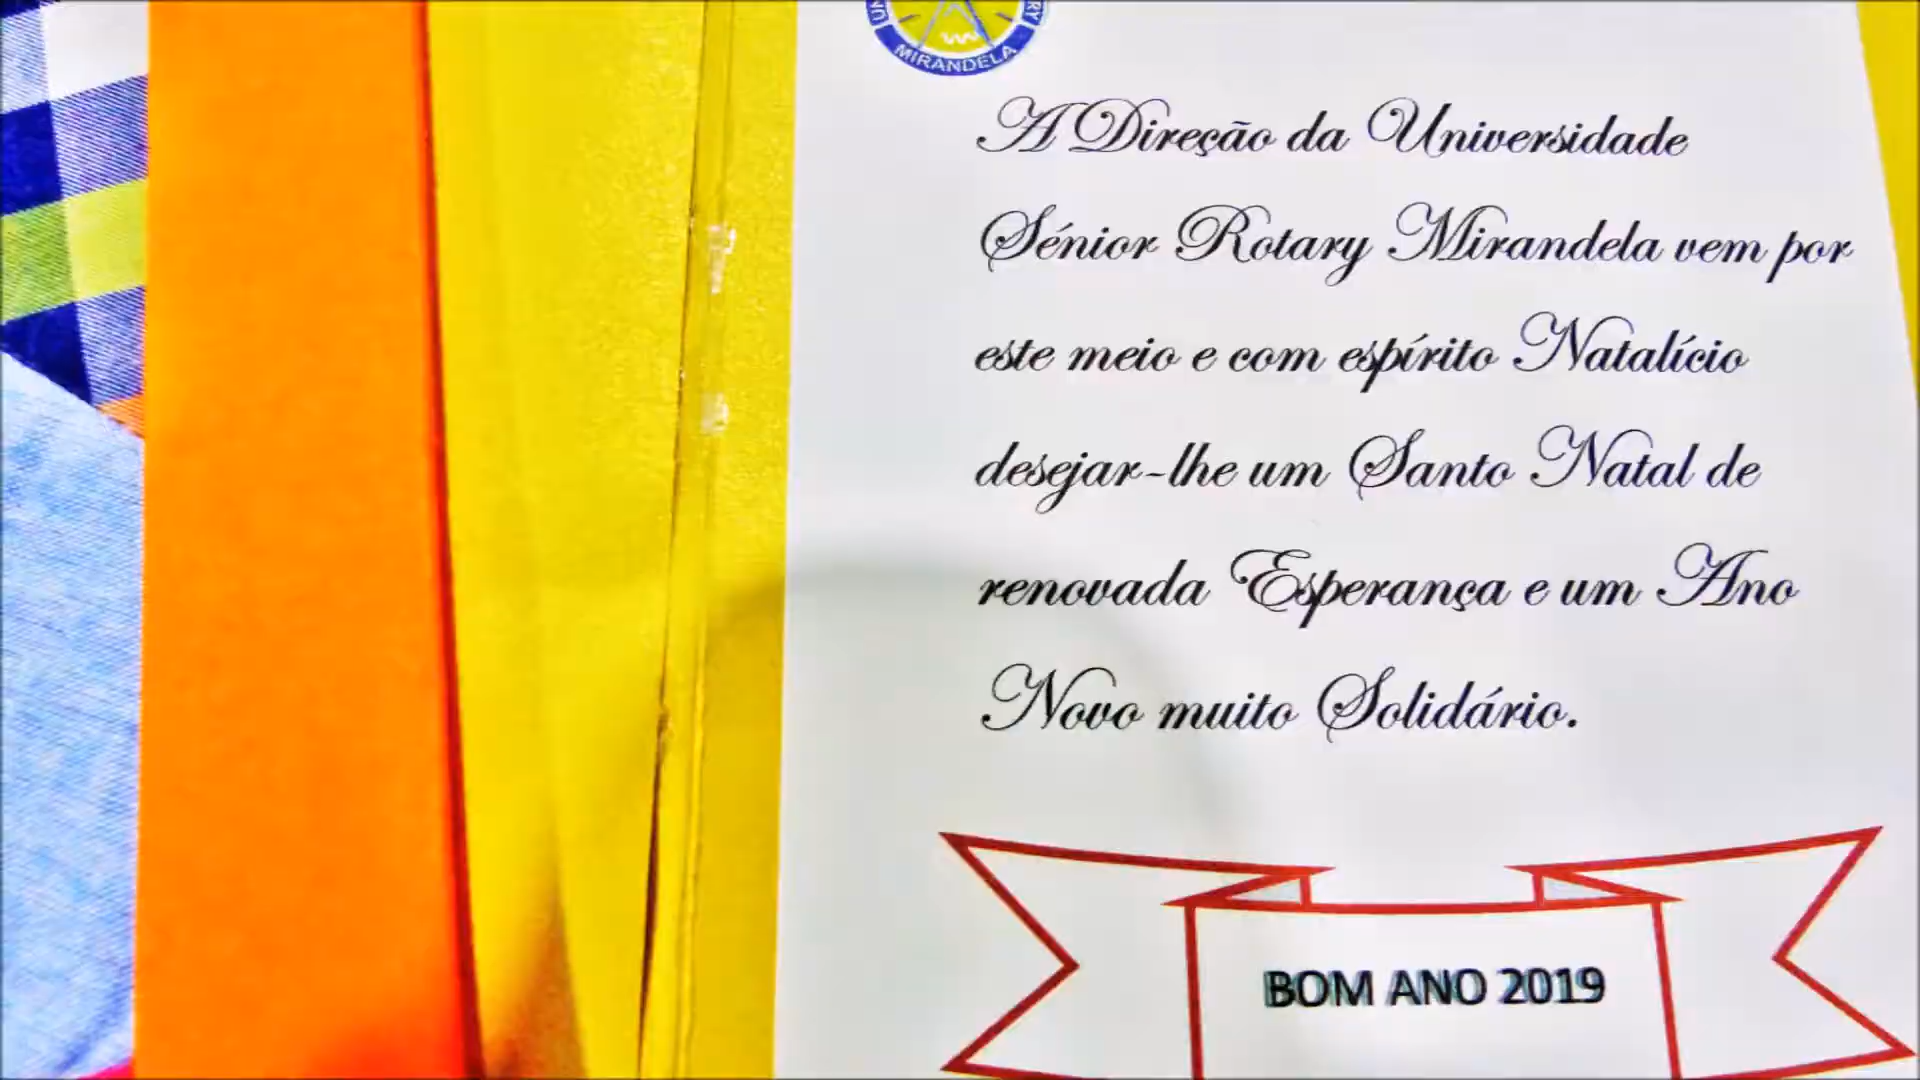 MIRANDELA
A Direção da Universidade
Sénior Rotary Mirandela vem por
este meio e com espírito Natalício
desejar-lhe um Santo Natal de
renovada Esperança e um Ano
Novo muito Solidário.
BOM ANO 2019